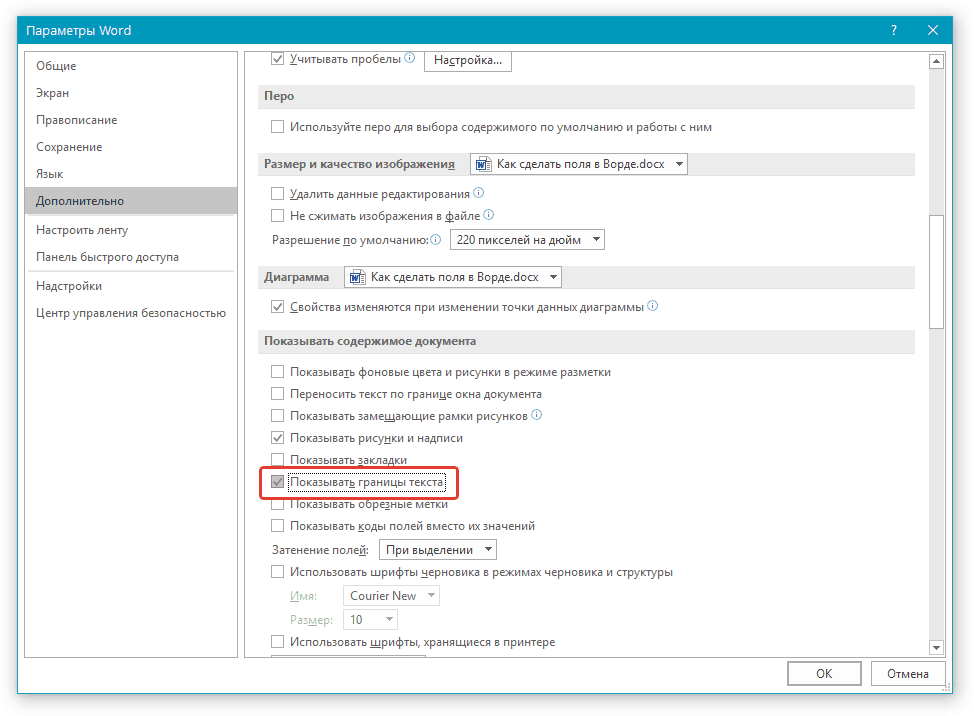 Параметры Word
?
Общие
Экран
Правописание
Сохранение
Язык
Дополнительно
Настроить ленту
Панель быстрого доступа
Надстройки
Центр управления безопасностью
Учитывать пробелы
Настройка...
Перо
Используйте перо для выбора содержимого по умолчанию и работы с ним
Размер и качество изображения Как сделать поля в Ворде.docx
Удалить данные редактирования
Не сжимать изображения в файле
Разрешение по умолчанию: 220 пикселей на дюйм
Диаграмма Как сделать поля в Ворде.docx
Свойства изменяются при изменении точки данных диаграммы
Показывать содержимое документа
Показывать фоновые цвета и рисунки в режиме разметки
Переносить текст по границе окна документа
Показывать замещающие рамки рисунков
Показывать рисунки и надписи
Показывать закладки
Показывать границы текста
Показывать обрезные метки
Показывать коды полей вместо их значений
Затенение полей: При выделении
Использовать шрифты черновика в режимах черновика и структуры
Имя: Courier New
Размер: 10
Использовать шрифты, хранящиеся в принтере
ОК
Отмена